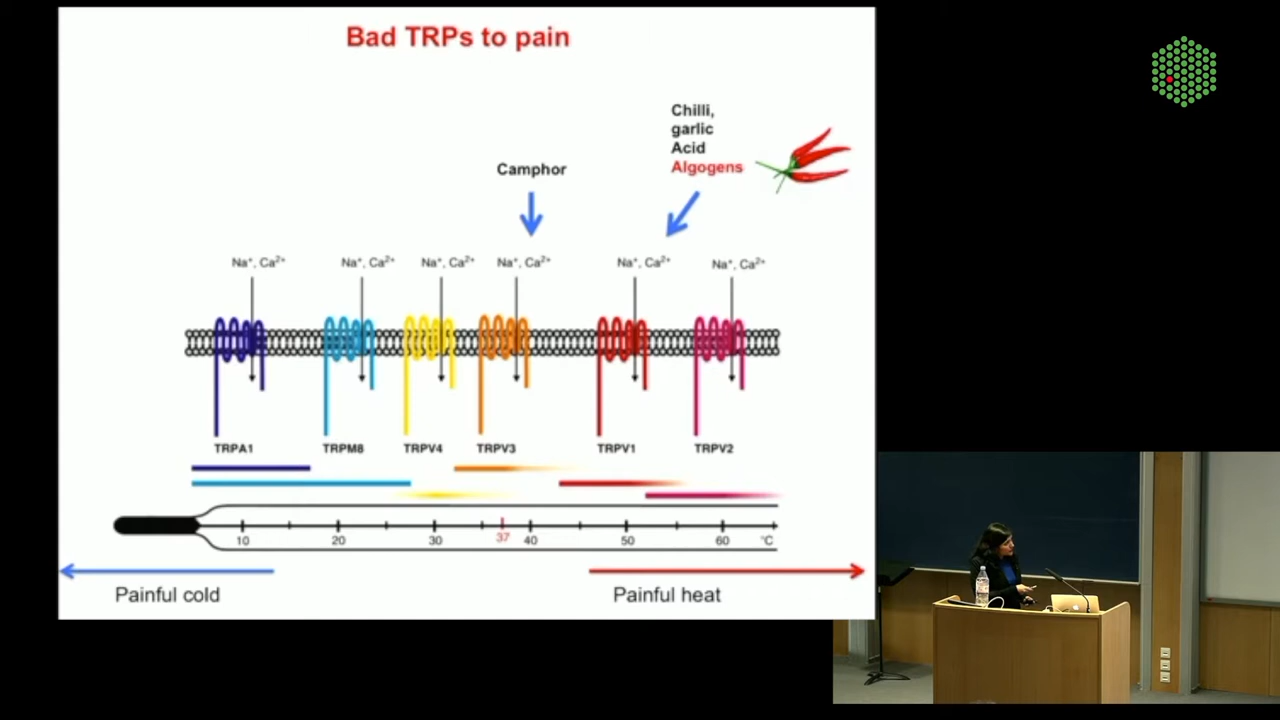 Bad TRPs to pain
Chilli,
garlic
Acid
Algogens
Camphor
Na⁺, Ca²⁺
Na⁺, Ca²⁺
Na⁺, Ca²⁺
Na⁺, Ca²⁺
Na⁺, Ca²⁺
Na⁺, Ca²⁺
TRPA1
TRPM8
TRPV4
TRPV3
TRPV1
TRPV2
10
20
30
37
40
50
60
°C
Painful cold
Painful heat